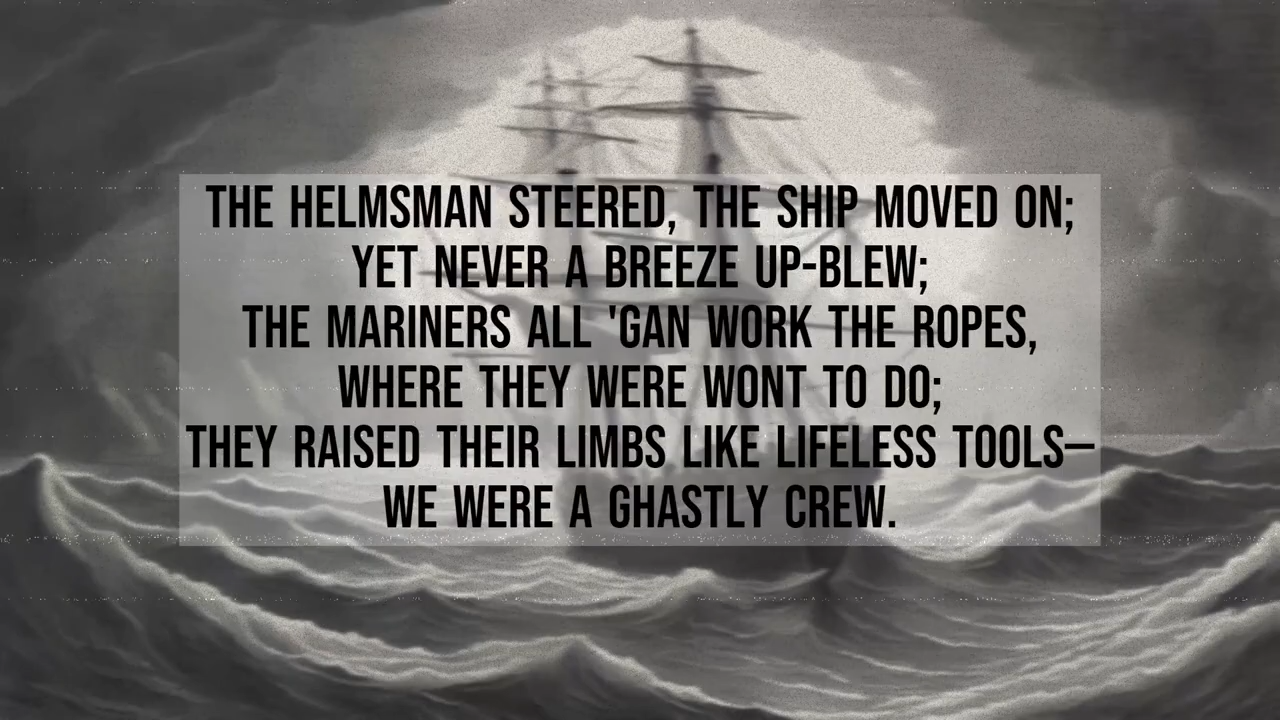 THE HELMSMAN STEERED, THE SHIP MOVED ON;
YET NEVER A BREEZE UP-BLEW;
THE MARINERS ALL 'GAN WORK THE ROPES,
WHERE THEY WERE WONT TO DO;
THEY RAISED THEIR LIMBS LIKE LIFELESS TOOLS—
WE WERE A GHASTLY CREW.